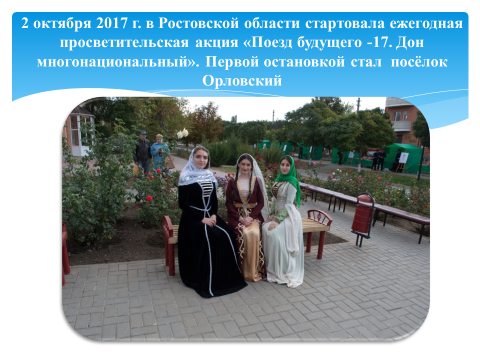 2 октября 2017 г. в Ростовской области стартовала ежегодная
просветительская акция «Поезд будущего -17. Дон
многонациональный». Первой остановкой стал  посёлок
Орловский